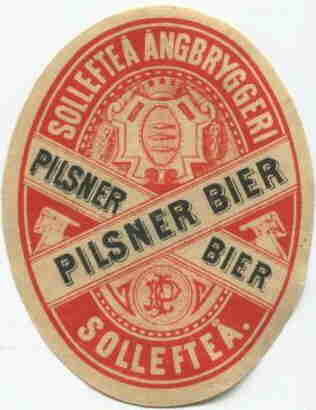 SOLLEFTEÅ ÅNGBRYGGERI
PILSNER
PILSNER BIER
BIER
SOLLEFTEÅ.